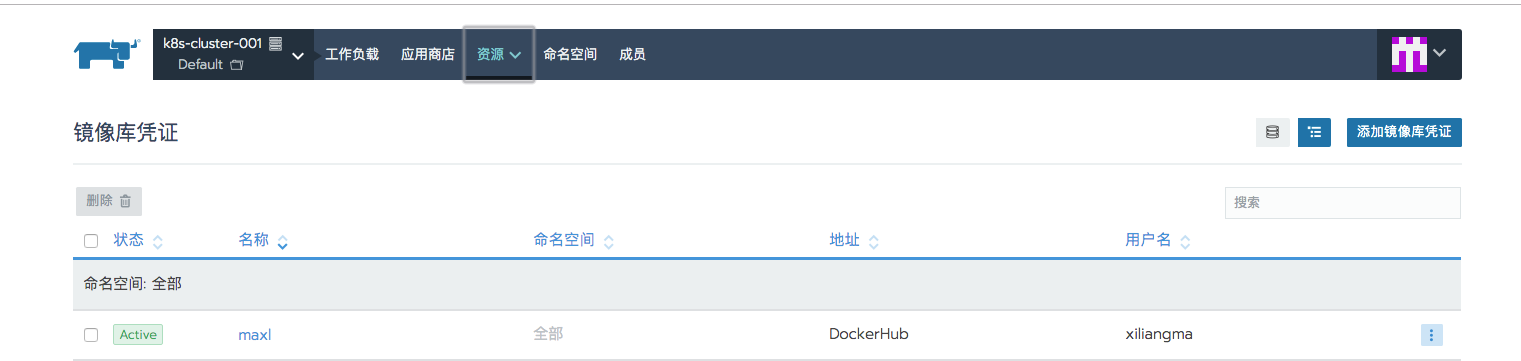 k8s-cluster-001
Default
工作负载 应用商店 资源 命名空间 成员
镜像库凭证
添加镜像库凭证
删除
搜索
状态 名称 命名空间 地址 用户名
命名空间: 全部
Active maxl 全部 DockerHub xiliangma